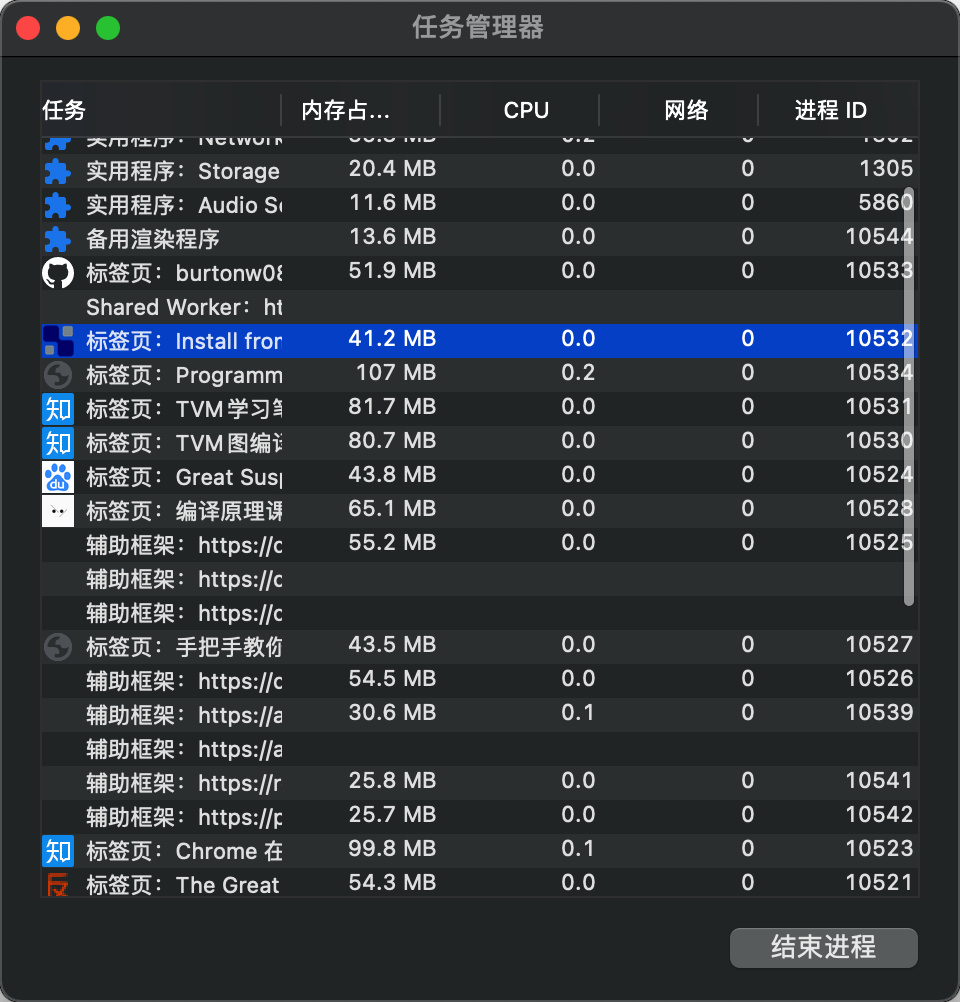 任务管理器
任务 内存占... CPU 网络 进程 ID
实用程序：Network 0.2 0 1302
实用程序：Storage 20.4 MB 0.0 0 1305
实用程序：Audio Se 11.6 MB 0.0 0 5860
备用渲染程序 13.6 MB 0.0 0 10544
标签页：burtonw08 51.9 MB 0.0 0 10533
Shared Worker：ht
标签页：Install from 41.2 MB 0.0 0 10532
标签页：Programm 107 MB 0.2 0 10534
知 标签页：TVM学习笔 81.7 MB 0.0 0 10531
知 标签页：TVM图编译 80.7 MB 0.0 0 10530
du 标签页：Great Susp 43.8 MB 0.0 0 10524
标签页：编译原理课 65.1 MB 0.0 0 10528
辅助框架：https://c 55.2 MB 0.0 0 10525
辅助框架：https://c
辅助框架：https://c
标签页：手把手教你 43.5 MB 0.0 0 10527
辅助框架：https://c 54.5 MB 0.0 0 10526
辅助框架：https://a 30.6 MB 0.1 0 10539
辅助框架：https://a
辅助框架：https://r 25.8 MB 0.0 0 10541
辅助框架：https://p 25.7 MB 0.0 0 10542
知 标签页：Chrome 在 99.8 MB 0.1 0 10523
标签页：The Great 54.3 MB 0.0 0 10521
结束进程